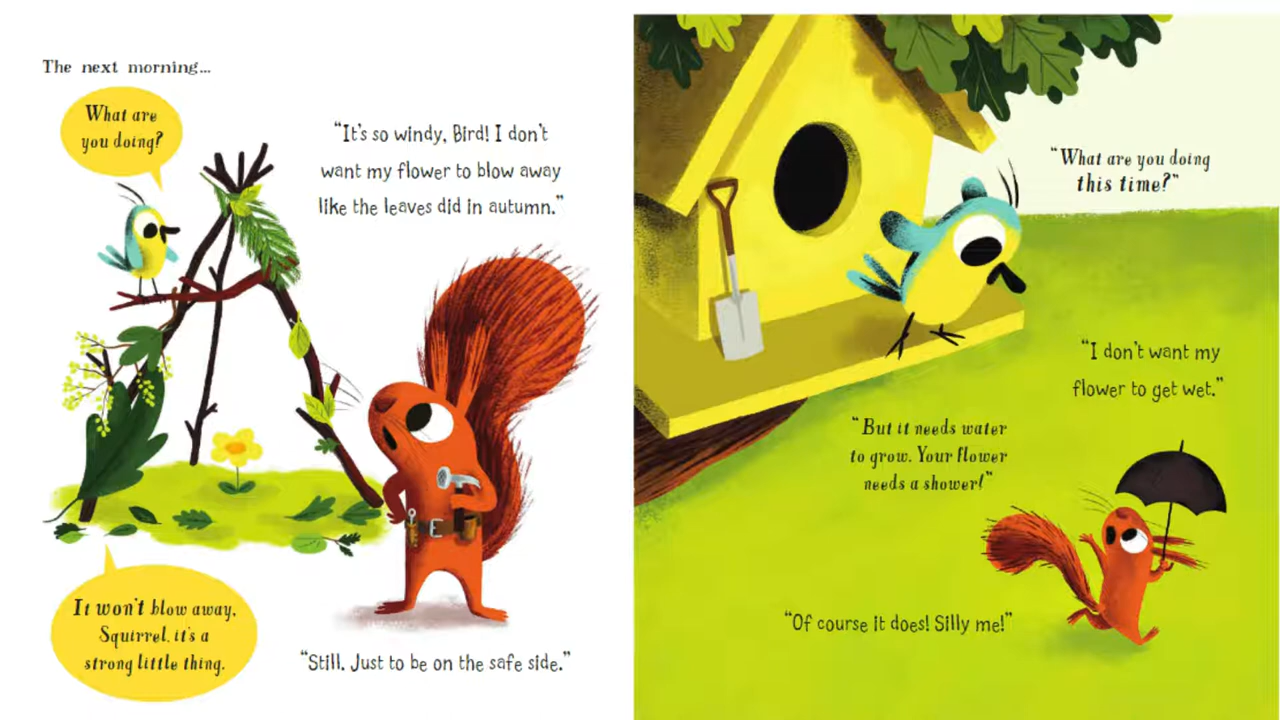 The next morning...
What are
you doing?
“It’s so windy, Bird! I don’t
want my flower to blow away
like the leaves did in autumn.”
It won’t blow away,
Squirrel, it’s a
strong little thing.
“Still. Just to be on the safe side.”
“What are you doing
this time?”
“I don’t want my
flower to get wet.”
“But it needs water
to grow. Your flower
needs a shower!”
“Of course it does! Silly me!”